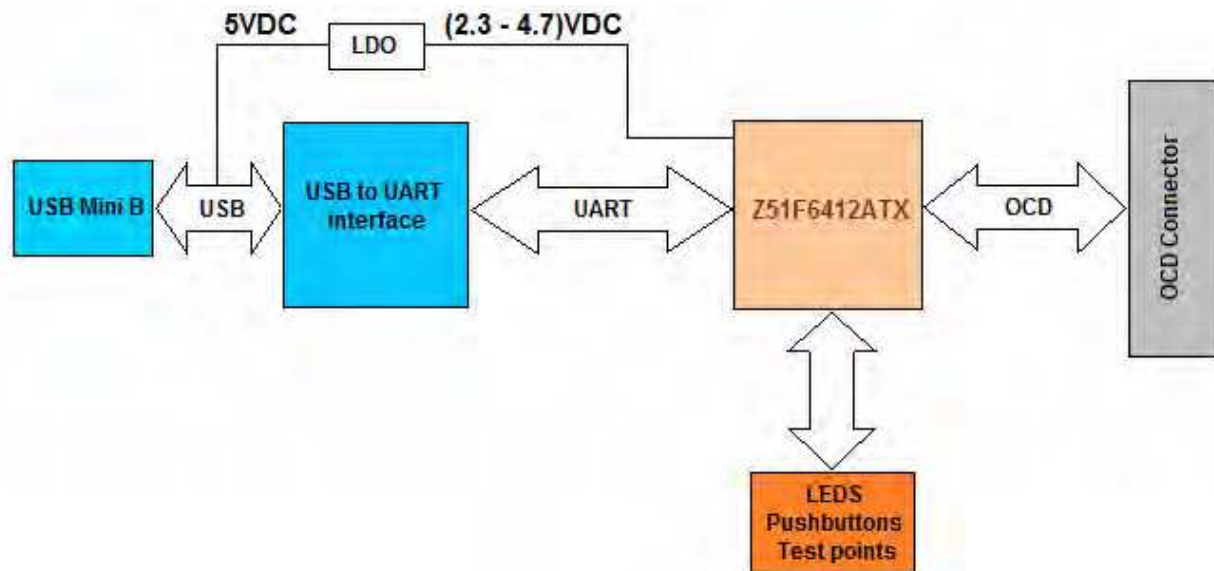 5VDC
LDO
(2.3 - 4.7)VDC
USB Mini B
USB
USB to UART
interface
UART
Z51F6412ATX
OCD
OCD Connector
LEDS
Pushbuttons
Test points